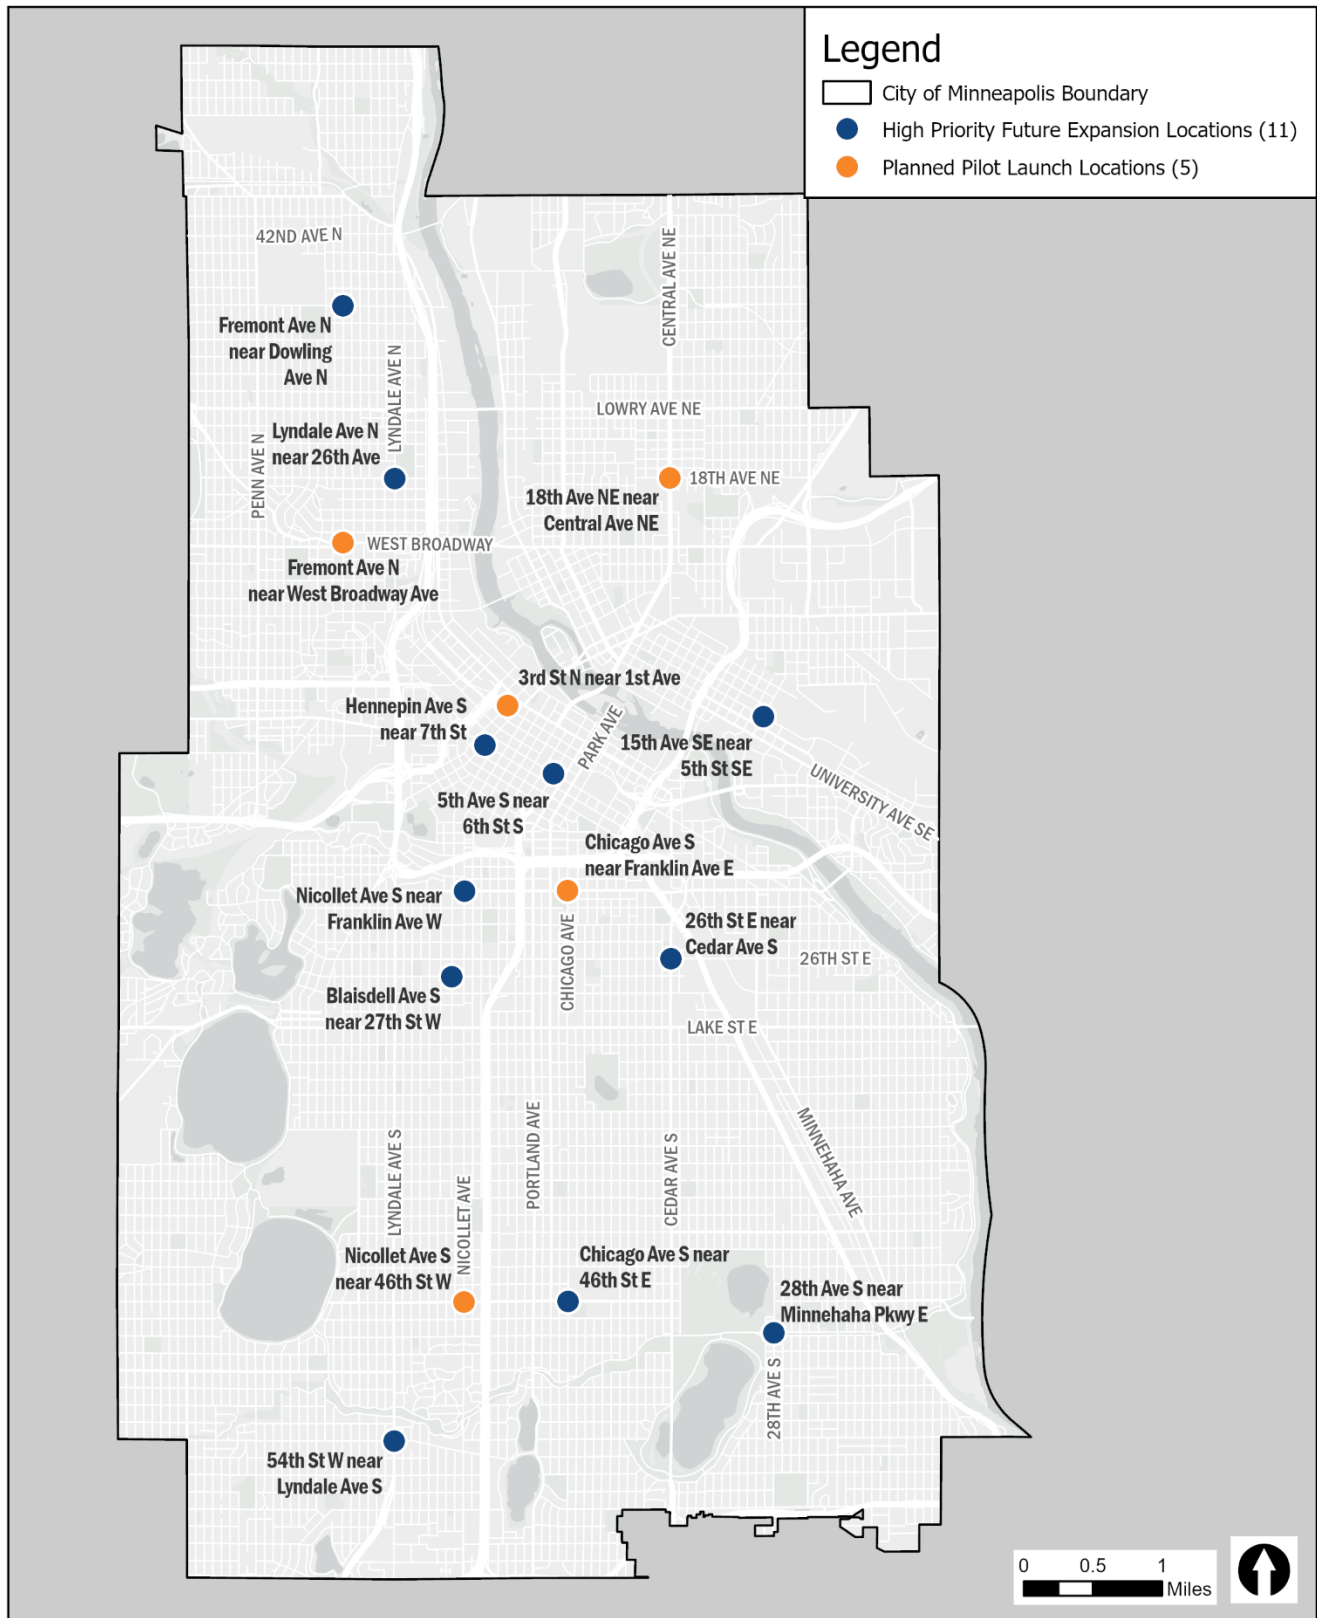 Legend
City of Minneapolis Boundary
High Priority Future Expansion Locations (11)
Planned Pilot Launch Locations (5)
42ND AVE N
CENTRAL AVE NE
Fremont Ave N
near Dowling
Ave N
LYNDALE AVE N
LOWRY AVE NE
PENN AVE N
Lyndale Ave N
near 26th Ave
18TH AVE NE
18th Ave NE near
Central Ave NE
WEST BROADWAY
Fremont Ave N
near West Broadway Ave
3rd St N near 1st Ave
Hennepin Ave S
near 7th St
PARK AVE
15th Ave SE near
5th St SE
UNIVERSITY AVE SE
5th Ave S near
6th St S
Chicago Ave S
near Franklin Ave E
Nicollet Ave S near
Franklin Ave W
CHICAGO AVE
26th St E near
Cedar Ave S
26TH ST E
Blaisdell Ave S
near 27th St W
LAKE ST E
LYNDALE AVE S
NICOLLET AVE
PORTLAND AVE
CEDAR AVE S
MINNEHAHA AVE
Nicollet Ave S
near 46th St W
Chicago Ave S near
46th St E
28th Ave S near
Minnehaha Pkwy E
28TH AVE S
54th St W near
Lyndale Ave S
0 0.5 1
Miles